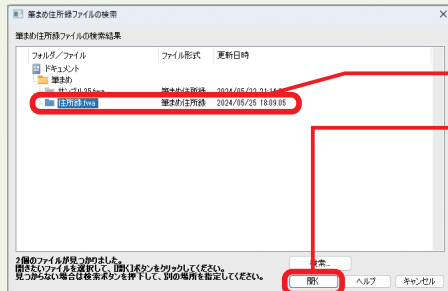 筆まめ住所録ファイルの検索
筆まめ住所録ファイルの検索結果
フォルダ／ファイル ファイル形式 更新日時
ドキュメント
筆まめ
筆まめ住所録
住所録.fwa 筆まめ住所録 2024/05/25 18:09:05
2個のファイルが見つかりました。
開きたいファイルを選択して、[開く]ボタンをクリックしてください。
見つからない場合は検索ボタンを押下して、別の場所を指定してください。
検索...
開く ヘルプ キャンセル